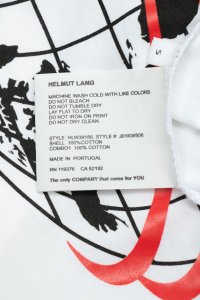 HELMUT LANG
MACHINE WASH COLD WITH LIKE COLORS
DO NOT BLEACH
DO NOT TUMBLE DRY
LAY FLAT TO DRY
DO NOT IRON ON PRINT
DO NOT DRY CLEAN
STYLE HLW39156 STYLE # J01RW508
SHELL 100%COTTON
COMBO1 100%COTTON
MADE IN PORTUGAL
RN 119376 CA 52192
The only COMPANY that cares for YOU
S